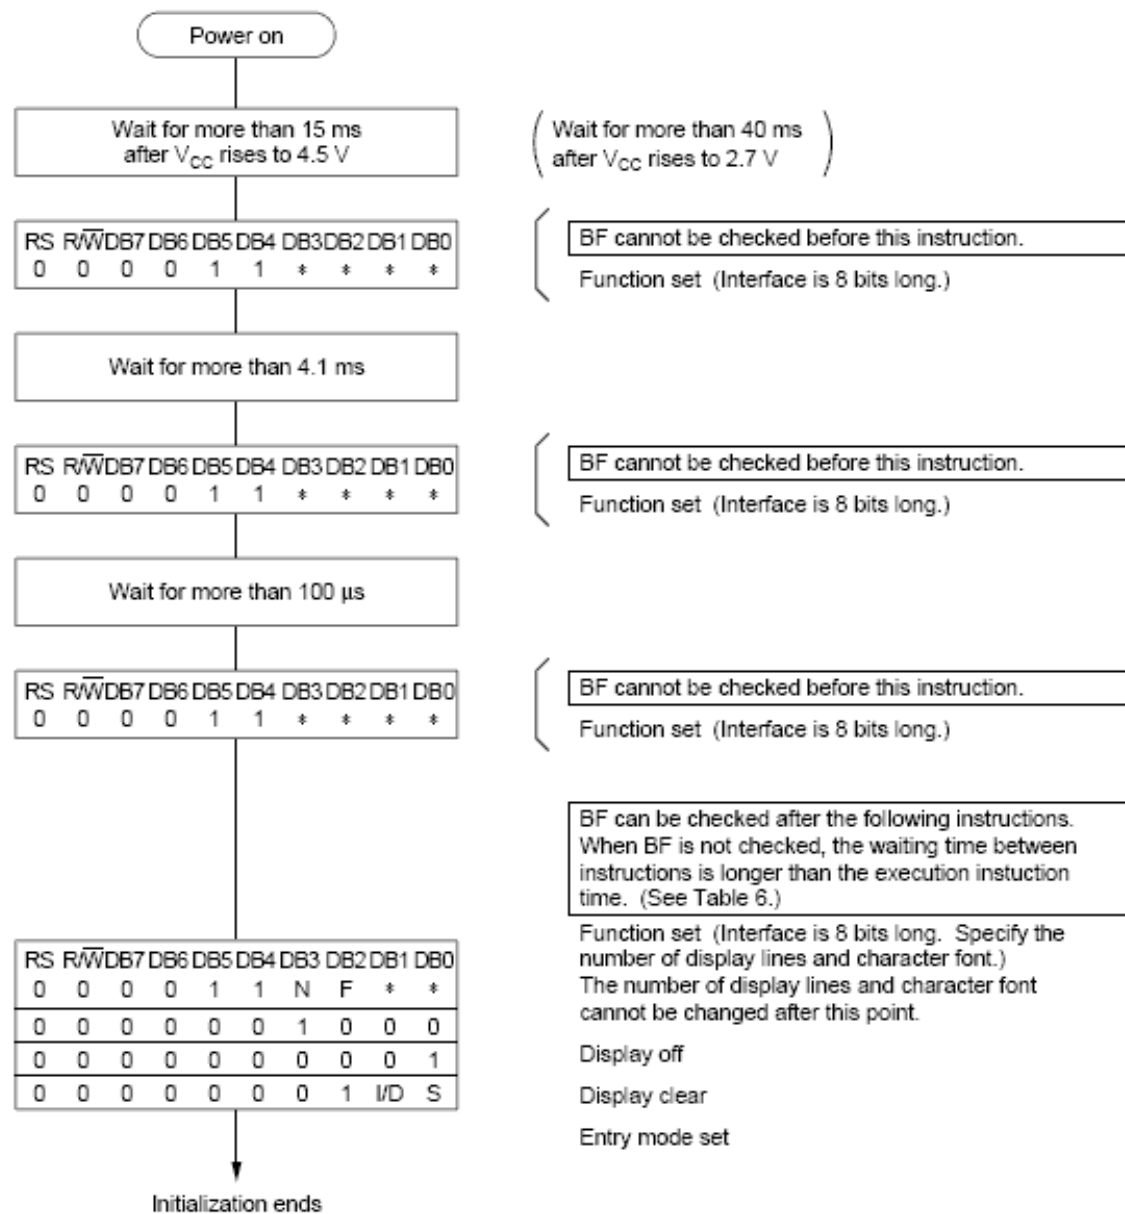 Power on
Wait for more than 15 ms
after VCC rises to 4.5 V
Wait for more than 40 ms
after VCC rises to 2.7 V
RS R/W̅ DB7 DB6 DB5 DB4 DB3 DB2 DB1 DB0
0 0 0 0 1 1 * * * *
BF cannot be checked before this instruction.
Function set (Interface is 8 bits long.)
Wait for more than 4.1 ms
RS R/W̅ DB7 DB6 DB5 DB4 DB3 DB2 DB1 DB0
0 0 0 0 1 1 * * * *
BF cannot be checked before this instruction.
Function set (Interface is 8 bits long.)
Wait for more than 100 µs
RS R/W̅ DB7 DB6 DB5 DB4 DB3 DB2 DB1 DB0
0 0 0 0 1 1 * * * *
BF cannot be checked before this instruction.
Function set (Interface is 8 bits long.)
BF can be checked after the following instructions.
When BF is not checked, the waiting time between
instructions is longer than the execution instuction
time. (See Table 6.)
RS R/W̅ DB7 DB6 DB5 DB4 DB3 DB2 DB1 DB0
0 0 0 0 1 1 N F * *
0 0 0 0 0 0 1 0 0 0
0 0 0 0 0 0 0 0 0 1
0 0 0 0 0 0 0 1 I/D S
Function set (Interface is 8 bits long. Specify the
number of display lines and character font.)
The number of display lines and character font
cannot be changed after this point.
Display off
Display clear
Entry mode set
Initialization ends